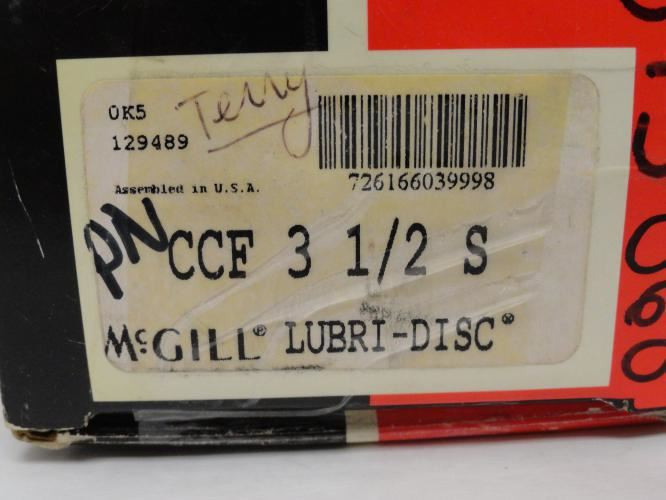 0K5 Terry
129489
726166039998
Assembled in U.S.A.
PN CCF 3 1/2 S
McGILL® LUBRI-DISC®